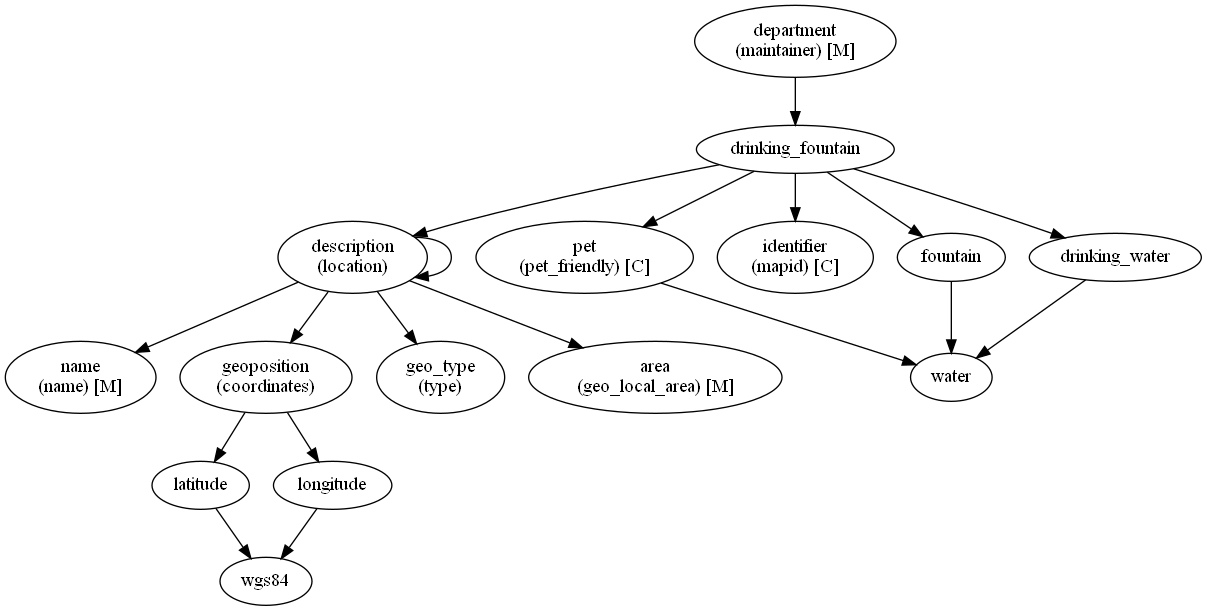 department
(maintainer) [M]
drinking_fountain
description
(location)
pet
(pet_friendly) [C]
identifier
(mapid) [C]
fountain
drinking_water
name
(name) [M]
geoposition
(coordinates)
geo_type
(type)
area
(geo_local_area) [M]
water
latitude
longitude
wgs84